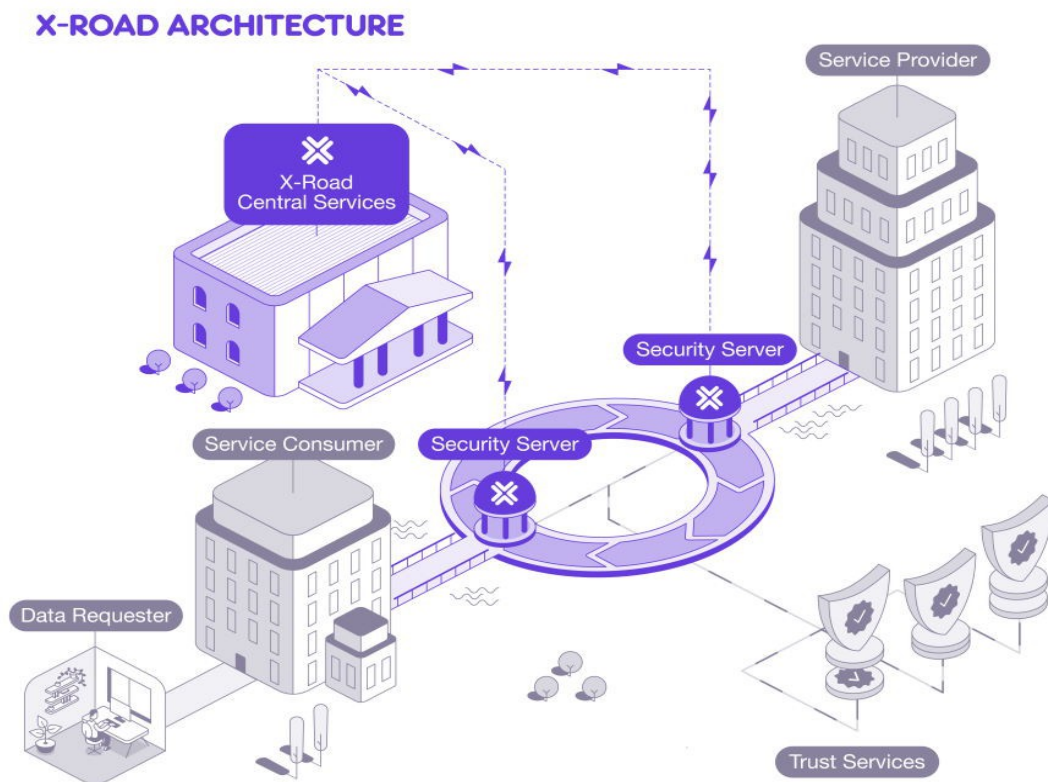 X-ROAD ARCHITECTURE
Service Provider
X-Road
Central Services
Security Server
Service Consumer
Security Server
Data Requester
Trust Services